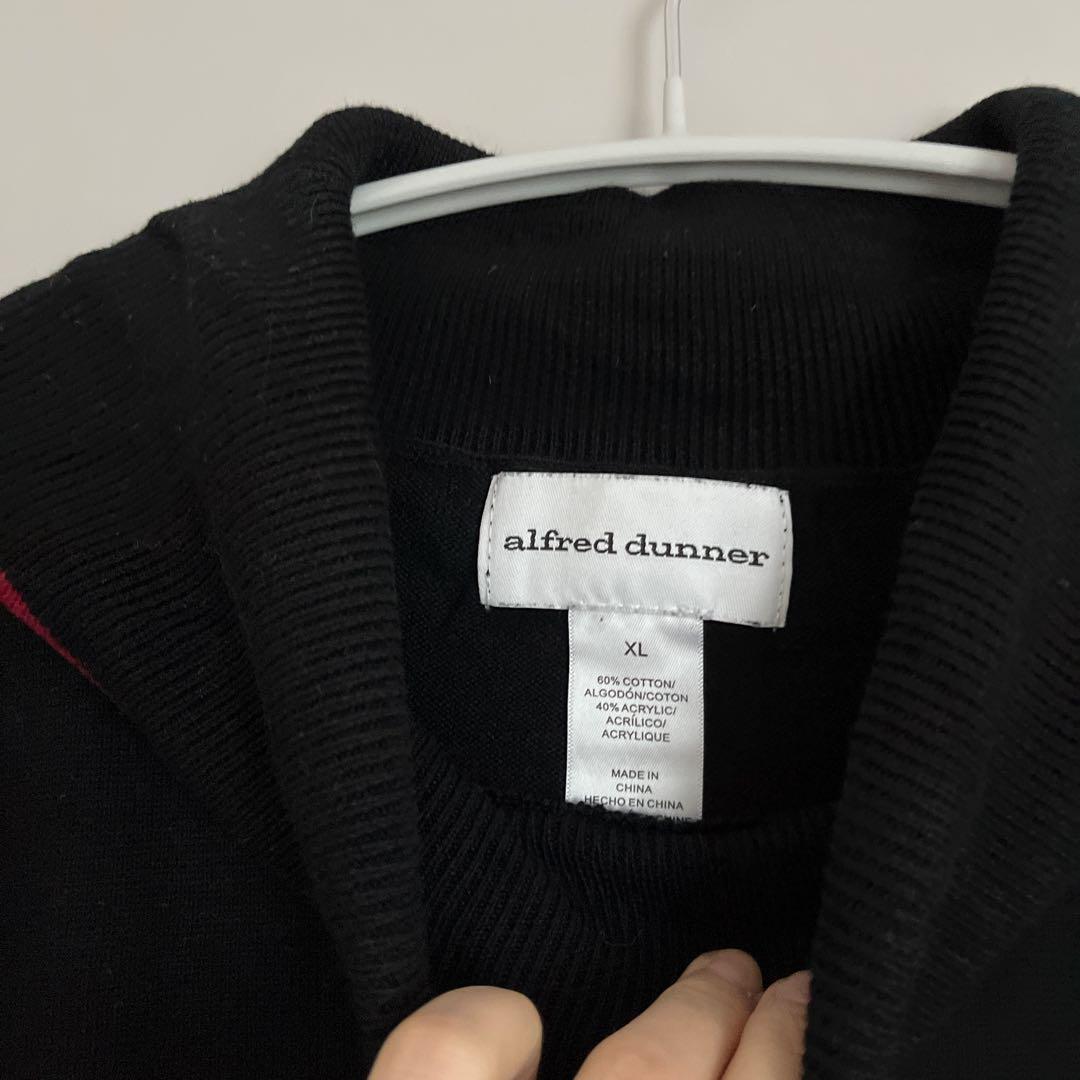 alfred dunner
XL
60% COTTON/
ALGODÓN/COTON
40% ACRYLIC/
ACRÍLICO/
ACRYLIQUE
MADE IN
CHINA
HECHO EN CHINA